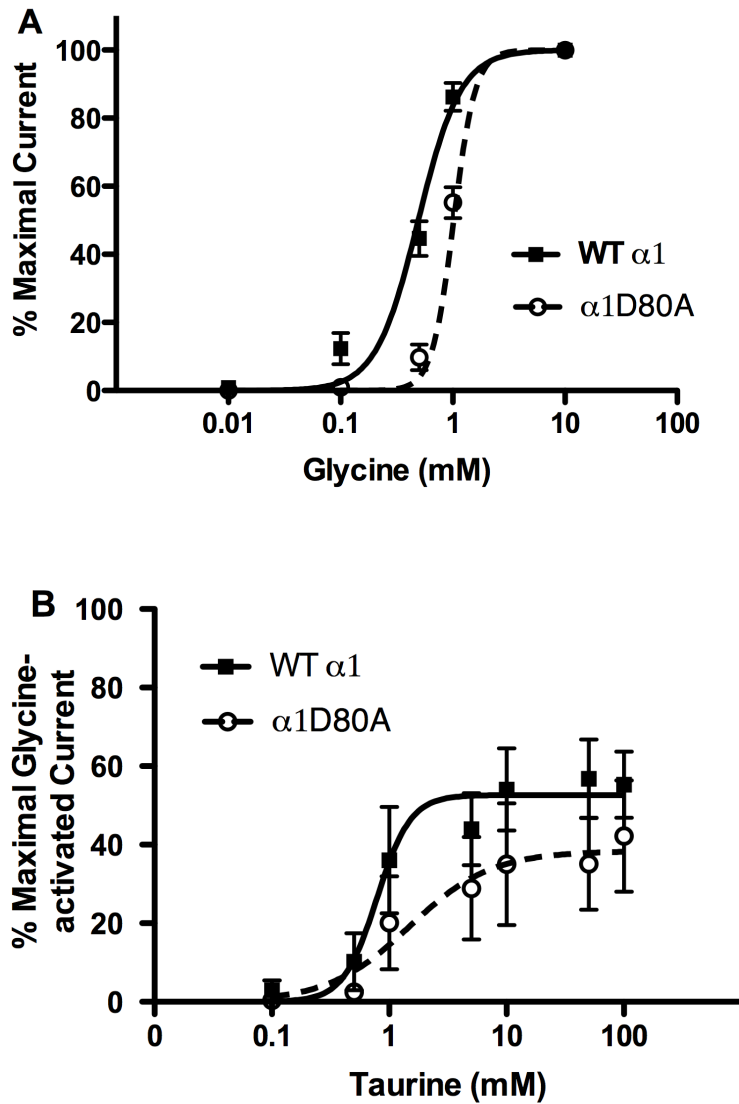 A
% Maximal Current
100
80
60
40
20
0
WT α1
α1D80A
0.01 0.1 1 10 100
Glycine (mM)
B
% Maximal Glycine-
activated Current
100
80
60
40
20
0
WT α1
α1D80A
0 0.1 1 10 100
Taurine (mM)